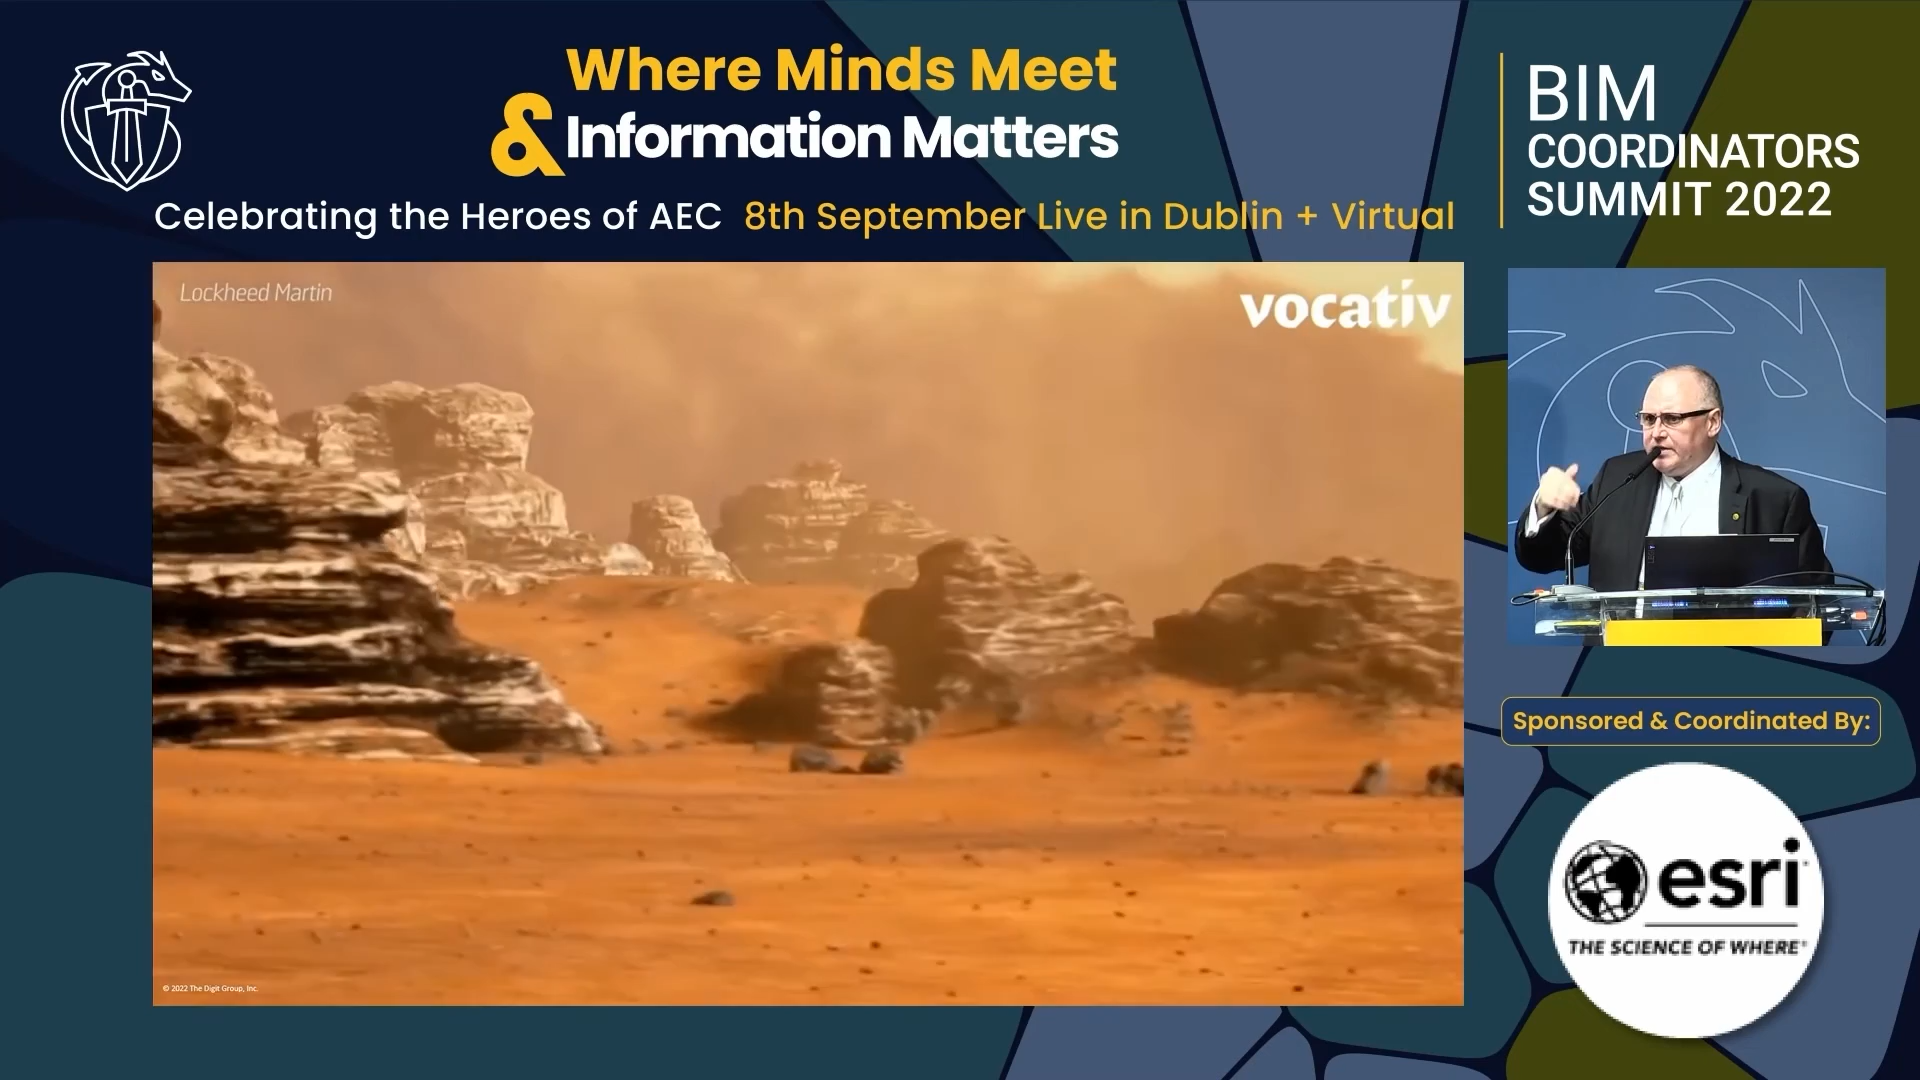 Where Minds Meet
& Information Matters
Celebrating the Heroes of AEC 8th September Live in Dublin + Virtual
BIM
COORDINATORS
SUMMIT 2022
Lockheed Martin
vocativ
© 2022 The Digit Group, Inc.
Sponsored & Coordinated By:
esri
THE SCIENCE OF WHERE®